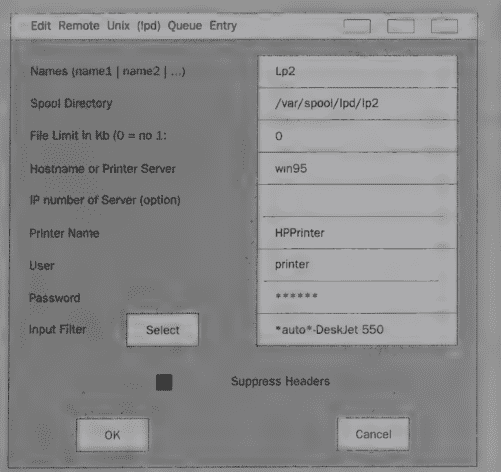 Edit Remote Unix (lpd) Queue Entry
Names (name1 | name2 | ...) Lp2
Spool Directory /var/spool/lpd/lp2
File Limit In Kb (0 = no 1: 0
Hostname or Printer Server win95
IP number of Server (option)
Printer Name HPPrinter
User printer
Password ******
Input Filter Select *auto*-DeskJet 550
Suppress Headers
OK Cancel